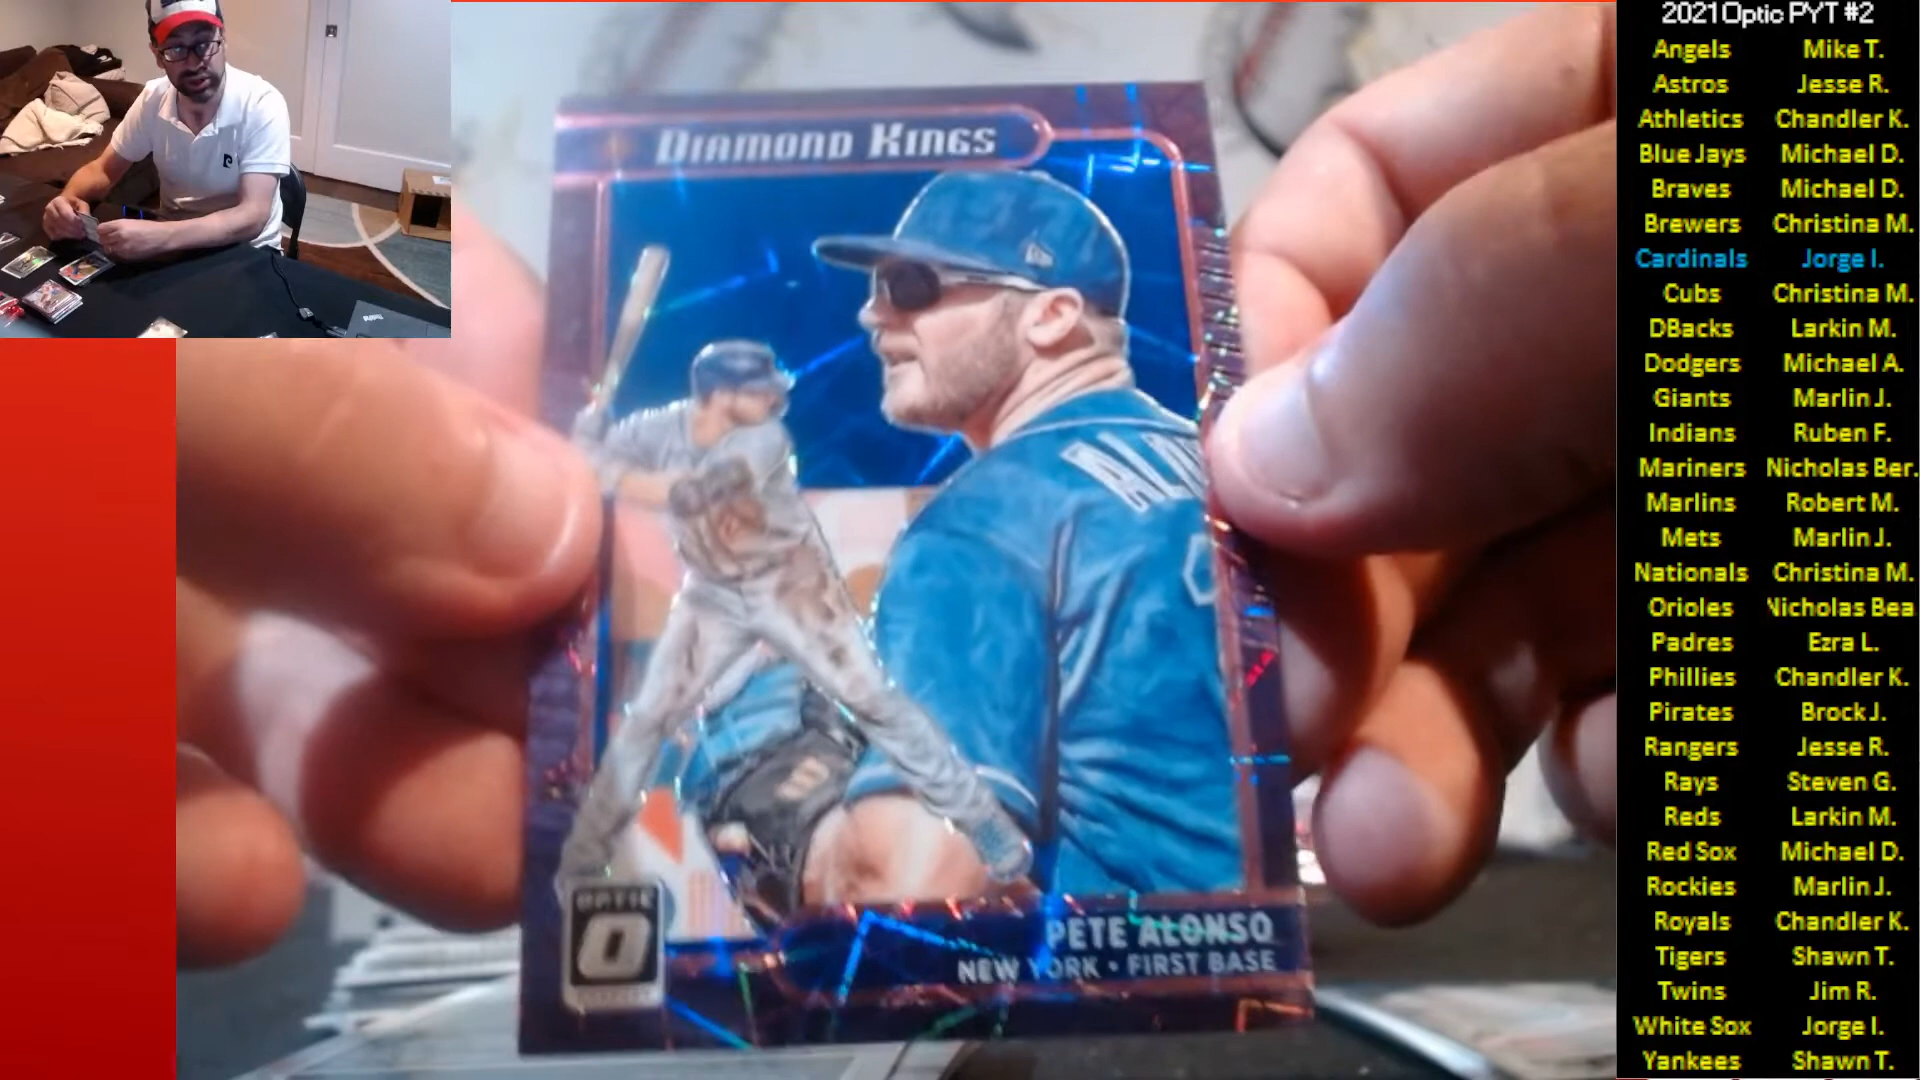 Diamond Kings
ALO
OPTIC
O
PETE ALONSO
NEW YORK • FIRST BASE
2021 Optic PYT #2
Angels Mike T.
Astros Jesse R.
Athletics Chandler K.
Blue Jays Michael D.
Braves Michael D.
Brewers Christina M.
Cardinals Jorge I.
Cubs Christina M.
DBacks Larkin M.
Dodgers Michael A.
Giants Marlin J.
Indians Ruben F.
Mariners Nicholas Ber.
Marlins Robert M.
Mets Marlin J.
Nationals Christina M.
Orioles Nicholas Bea
Padres Ezra L.
Phillies Chandler K.
Pirates Brock J.
Rangers Jesse R.
Rays Steven G.
Reds Larkin M.
Red Sox Michael D.
Rockies Marlin J.
Royals Chandler K.
Tigers Shawn T.
Twins Jim R.
White Sox Jorge I.
Yankees Shawn T.